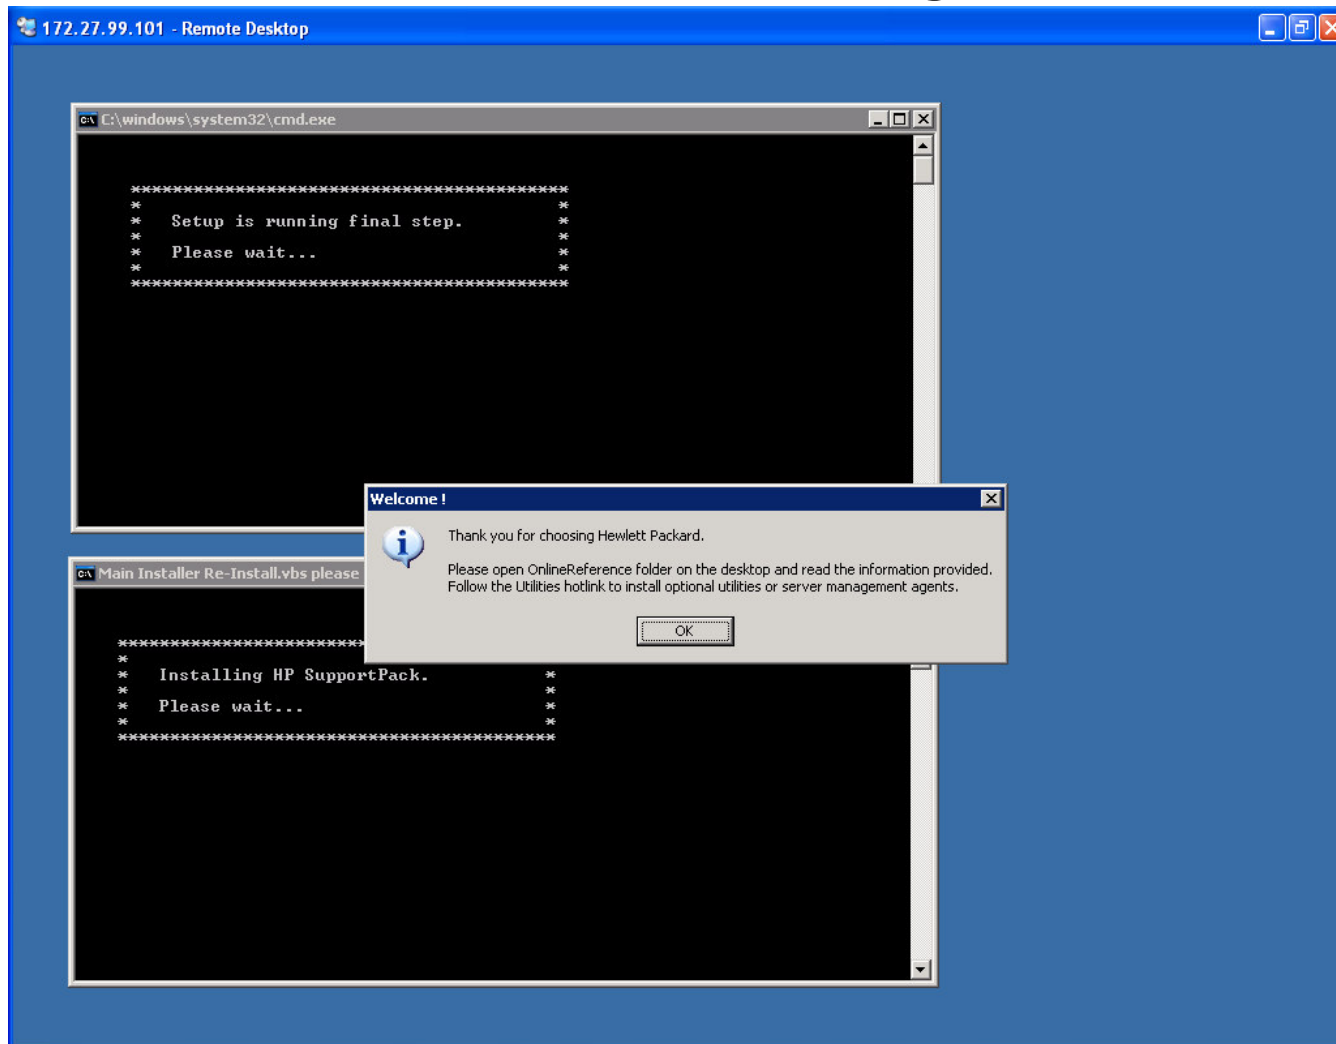 172.27.99.101 - Remote Desktop
C:\windows\system32\cmd.exe
*******************************************
*                                         *
*   Setup is running final step.          *
*                                         *
*   Please wait...                        *
*                                         *
*******************************************
Welcome !
Thank you for choosing Hewlett Packard.
Please open OnlineReference folder on the desktop and read the information provided.
Follow the Utilities hotlink to install optional utilities or server management agents.
OK
Main Installer Re-Install.vbs please
*******************************************
*
*   Installing HP SupportPack.            *
*                                         *
*   Please wait...                        *
*                                         *
*******************************************